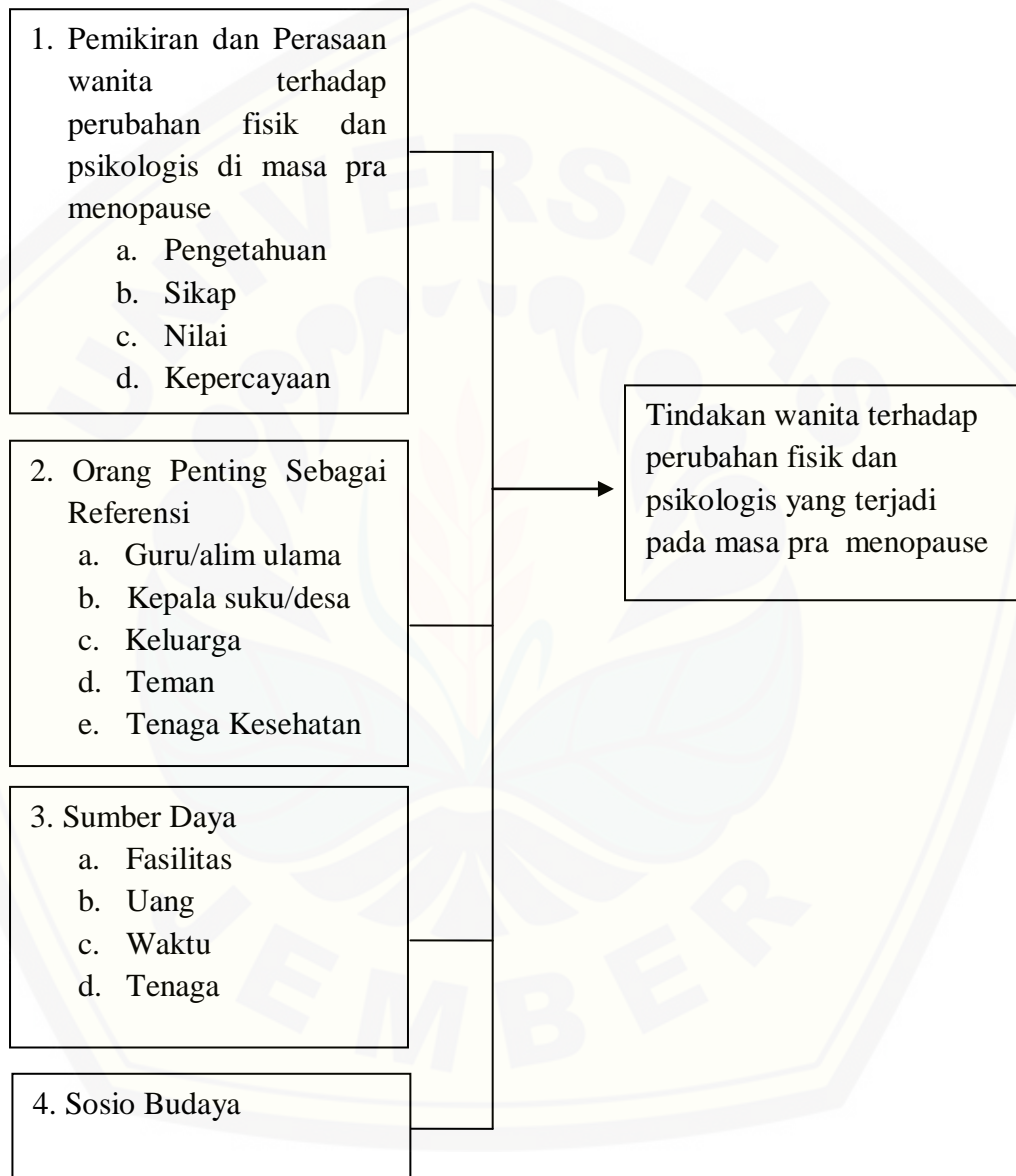 1. Pemikiran dan Perasaan
wanita terhadap
perubahan fisik dan
psikologis di masa pra
menopause
a. Pengetahuan
b. Sikap
c. Nilai
d. Kepercayaan
2. Orang Penting Sebagai
Referensi
a. Guru/alim ulama
b. Kepala suku/desa
c. Keluarga
d. Teman
e. Tenaga Kesehatan
3. Sumber Daya
a. Fasilitas
b. Uang
c. Waktu
d. Tenaga
4. Sosio Budaya
Tindakan wanita terhadap
perubahan fisik dan
psikologis yang terjadi
pada masa pra menopause
UNIVERSITAS
JEMBER